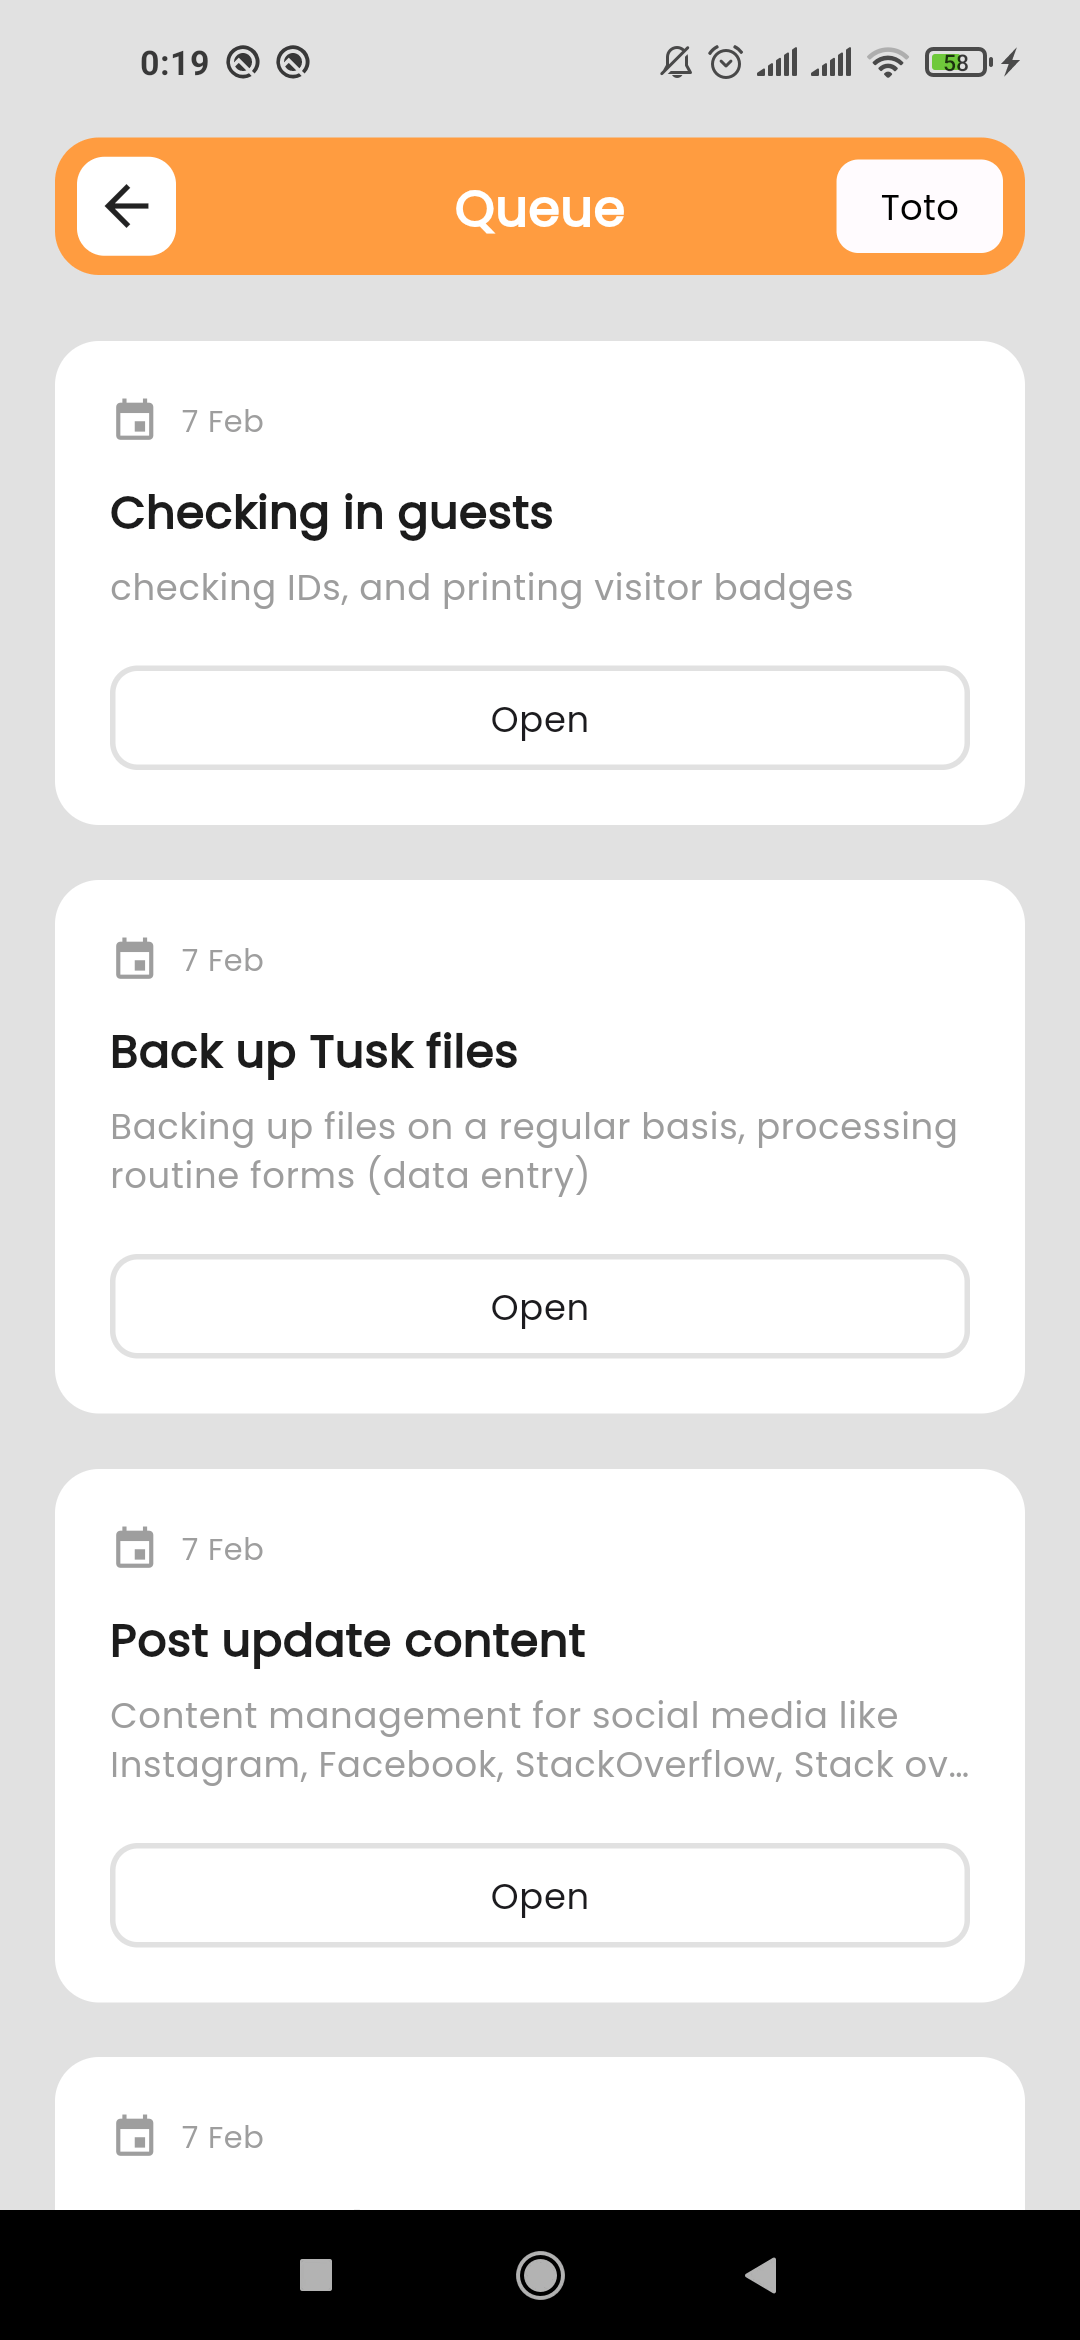 0:19
58
Queue
Toto
7 Feb
Checking in guests
checking IDs, and printing visitor badges
Open
7 Feb
Back up Tusk files
Backing up files on a regular basis, processing
routine forms (data entry)
Open
7 Feb
Post update content
Content management for social media like
Instagram, Facebook, StackOverflow, Stack ov...
Open
7 Feb